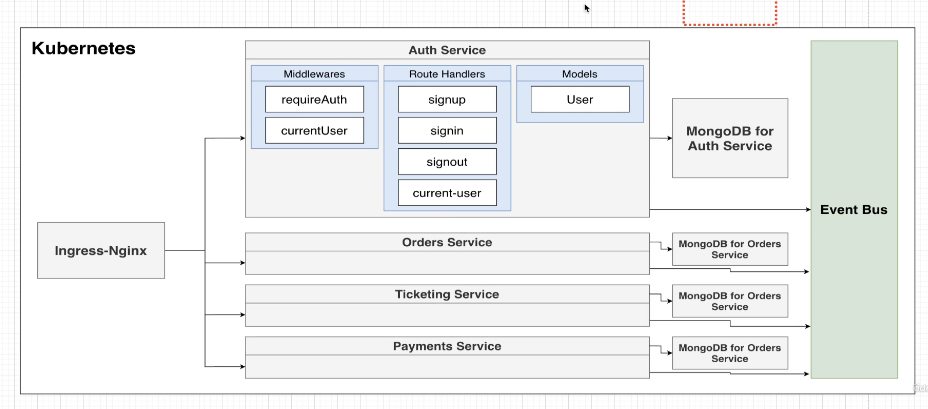 Kubernetes
Auth Service
Middlewares
requireAuth
currentUser
Route Handlers
signup
signin
signout
current-user
Models
User
MongoDB for
Auth Service
Event Bus
Ingress-Nginx
Orders Service
MongoDB for Orders
Service
Ticketing Service
MongoDB for Orders
Service
Payments Service
MongoDB for Orders
Service